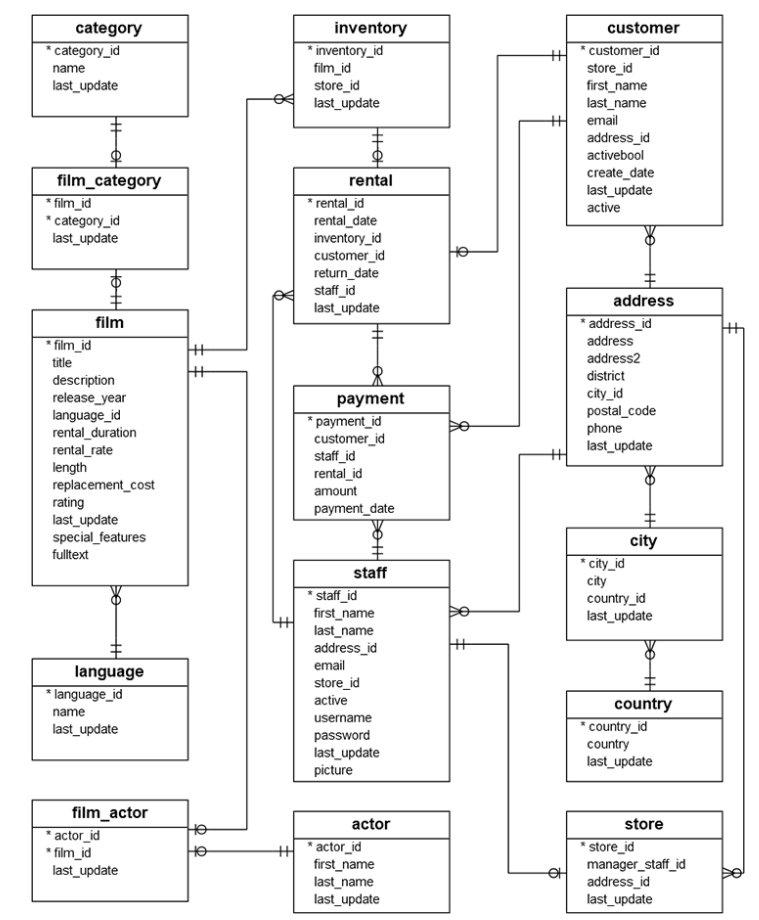 category
* category_id
name
last_update
film_category
* film_id
* category_id
last_update
film
* film_id
title
description
release_year
language_id
rental_duration
rental_rate
length
replacement_cost
rating
last_update
special_features
fulltext
language
* language_id
name
last_update
film_actor
* actor_id
* film_id
last_update
inventory
* inventory_id
film_id
store_id
last_update
rental
* rental_id
rental_date
inventory_id
customer_id
return_date
staff_id
last_update
payment
* payment_id
customer_id
staff_id
rental_id
amount
payment_date
staff
* staff_id
first_name
last_name
address_id
email
store_id
active
username
password
last_update
picture
actor
* actor_id
first_name
last_name
last_update
customer
* customer_id
store_id
first_name
last_name
email
address_id
activebool
create_date
last_update
active
address
* address_id
address
address2
district
city_id
postal_code
phone
last_update
city
* city_id
city
country_id
last_update
country
* country_id
country
last_update
store
* store_id
manager_staff_id
address_id
last_update